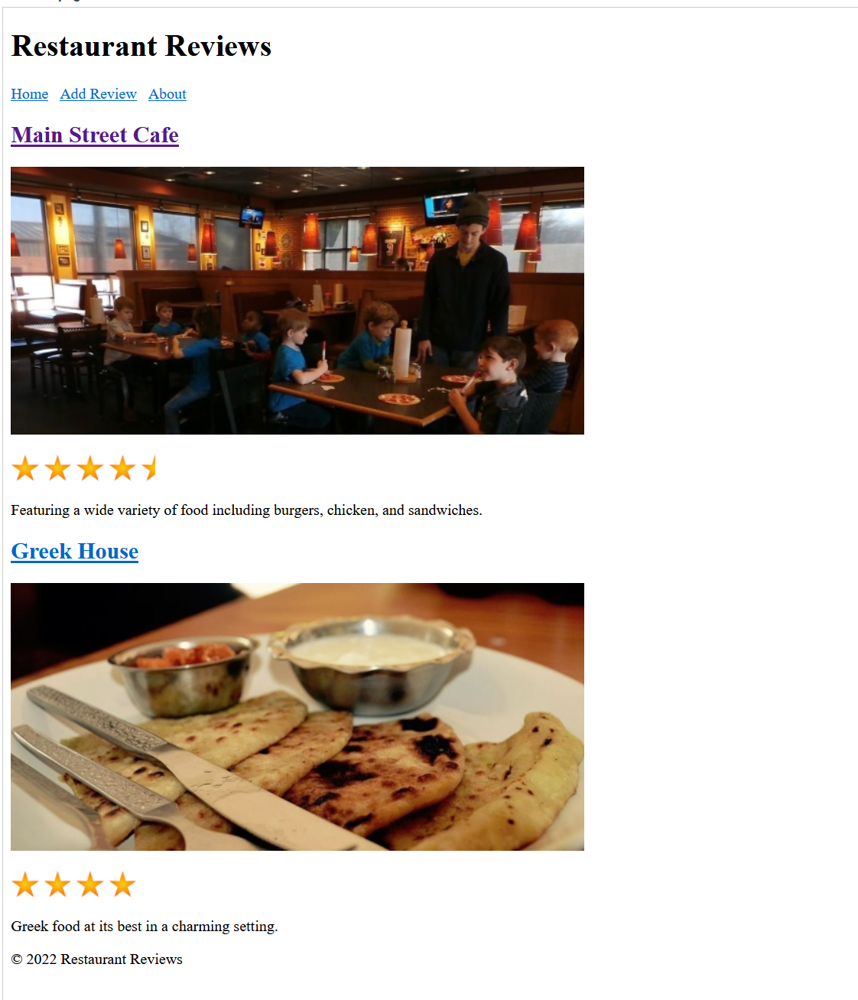 Restaurant Reviews
Home Add Review About
Main Street Cafe
Featuring a wide variety of food including burgers, chicken, and sandwiches.
Greek House
Greek food at its best in a charming setting.
© 2022 Restaurant Reviews